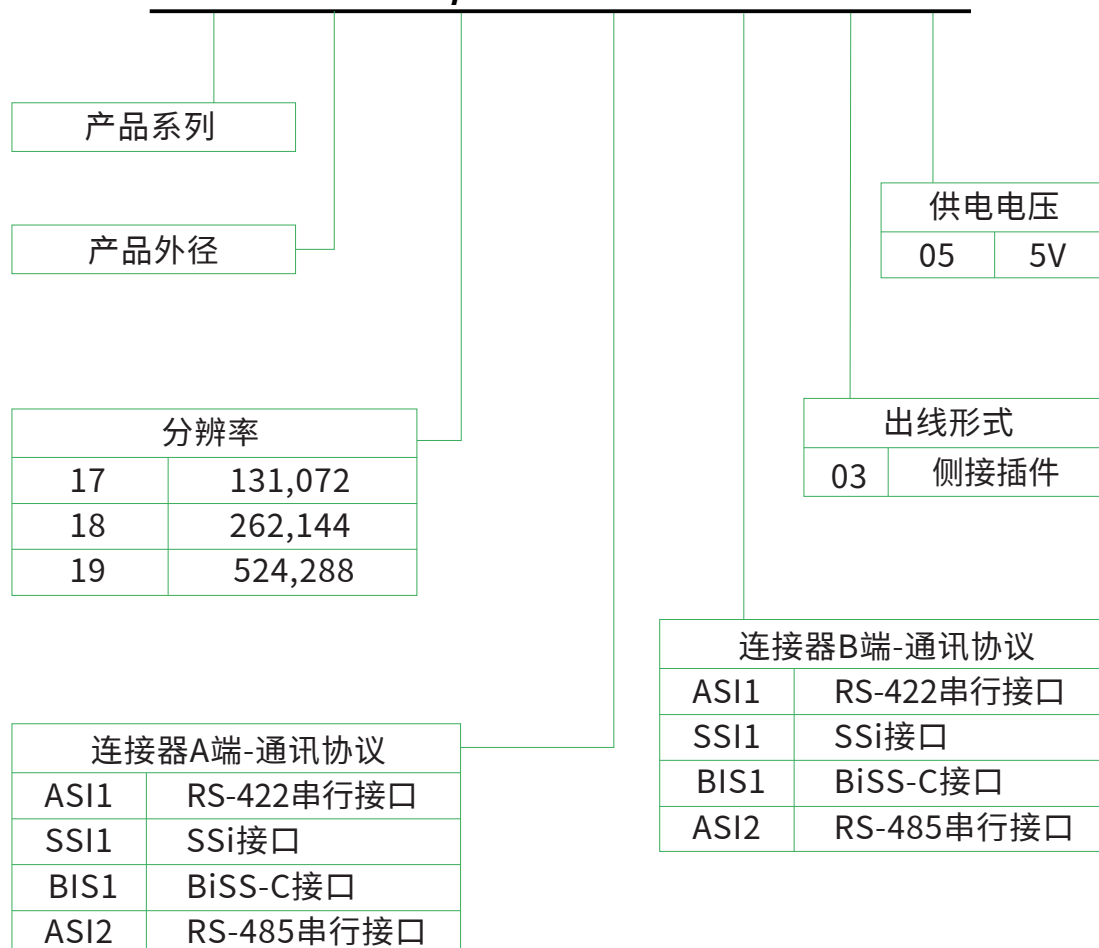 产品系列
产品外径
供电电压
05 5V
分辨率
17 131,072
18 262,144
19 524,288
出线形式
03 侧接插件
连接器B端-通讯协议
ASI1 RS-422串行接口
SSI1 SSi接口
BIS1 BiSS-C接口
ASI2 RS-485串行接口
连接器A端-通讯协议
ASI1 RS-422串行接口
SSI1 SSi接口
BIS1 BiSS-C接口
ASI2 RS-485串行接口